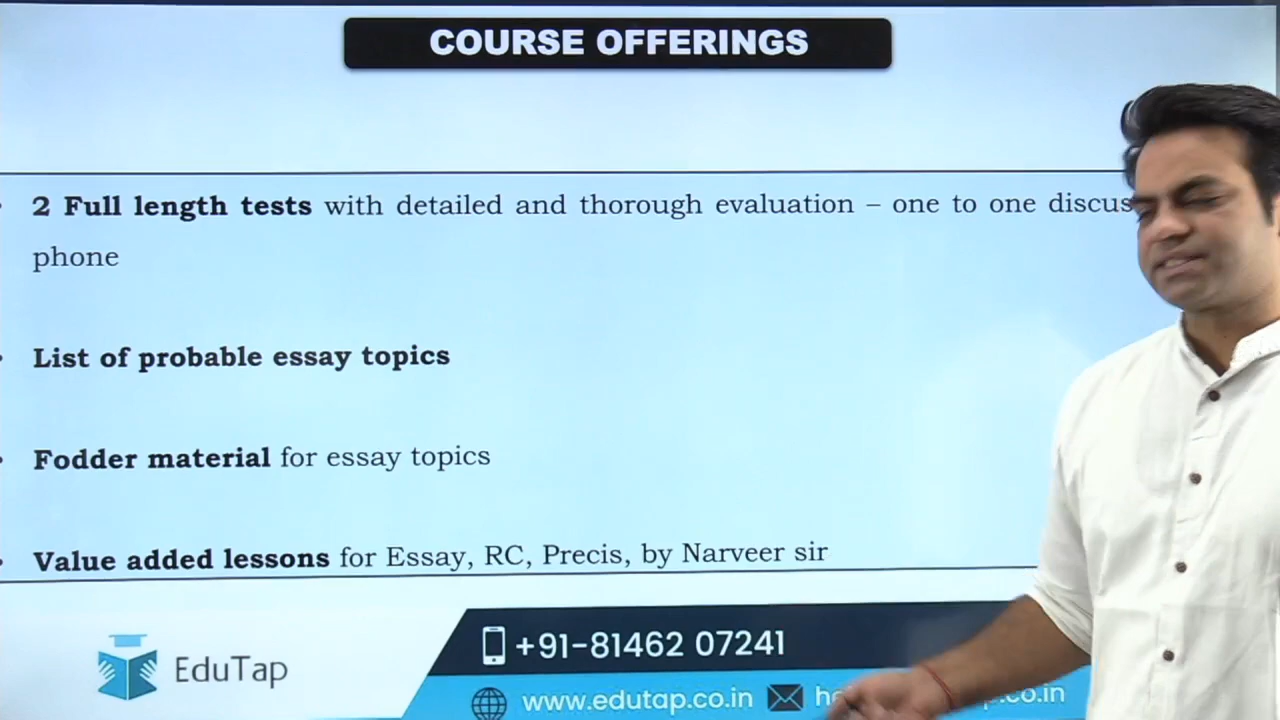 COURSE OFFERINGS
2 Full length tests with detailed and thorough evaluation – one to one
phone
List of probable essay topics
Fodder material for essay topics
Value added lessons for Essay, RC, Precis, by Narveer sir
EduTap
+91-81462 07241
www.edutap.co.in